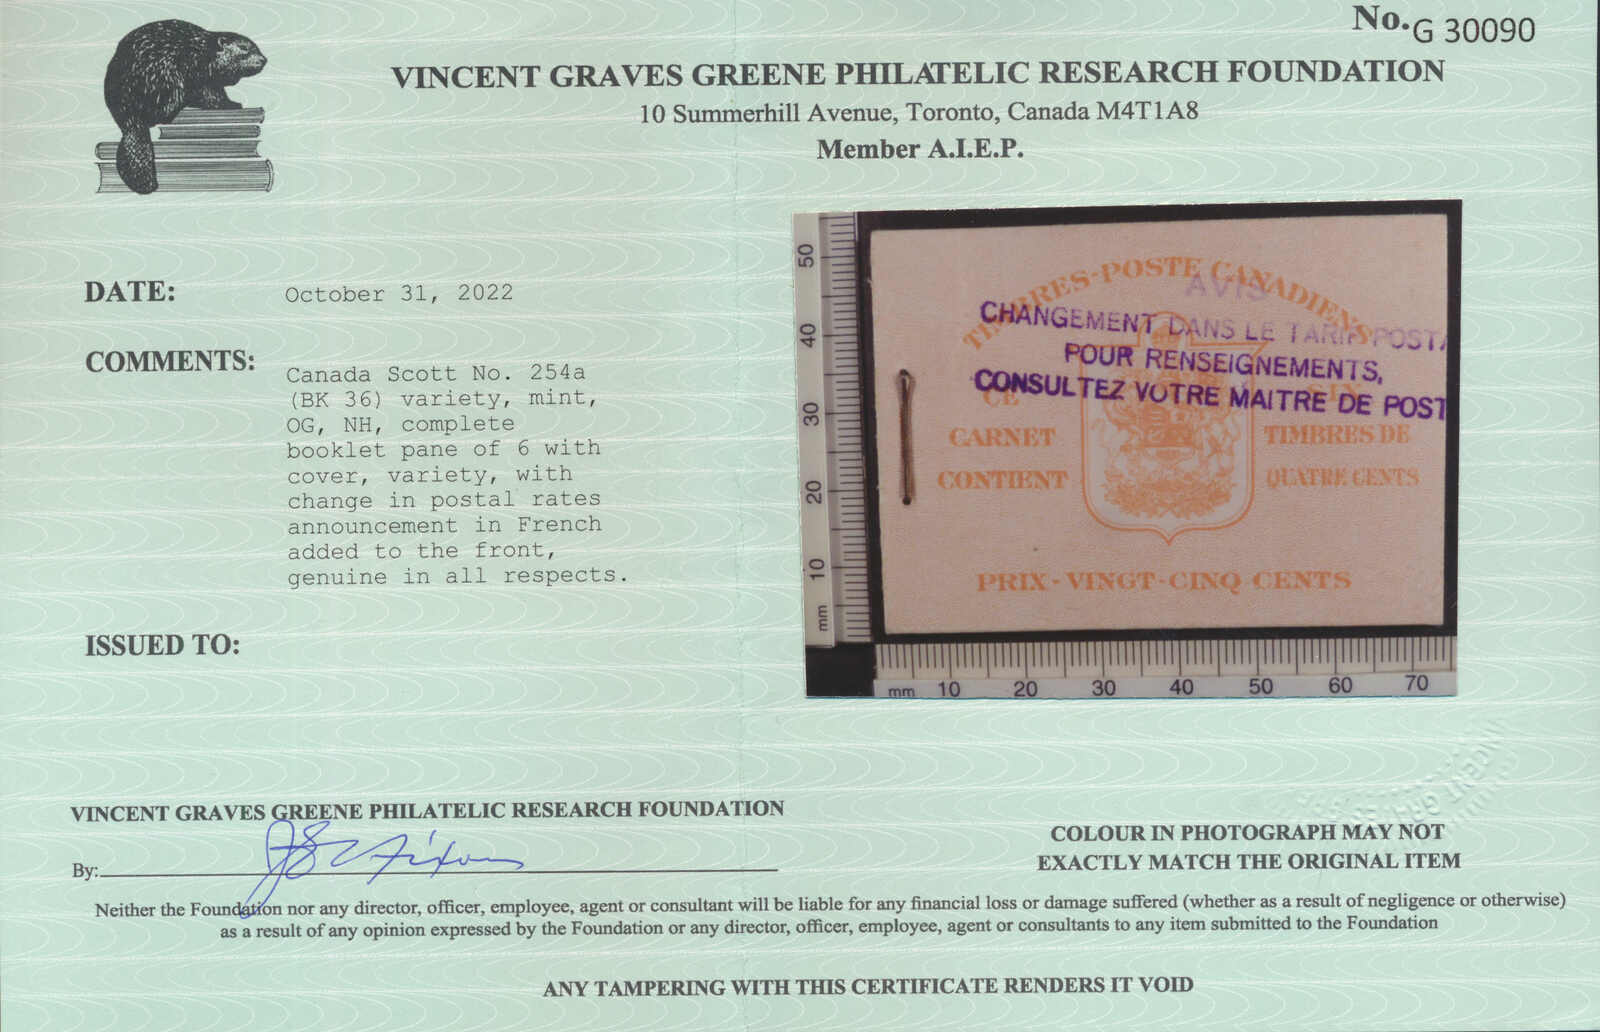 No. G 30090
VINCENT GRAVES GREENE PHILATELIC RESEARCH FOUNDATION
10 Summerhill Avenue, Toronto, Canada M4T1A8
Member A.I.E.P.
DATE:
October 31, 2022
COMMENTS:
Canada Scott No. 254a
(BK 36) variety, mint,
OG, NH, complete
booklet pane of 6 with
cover, variety, with
change in postal rates
announcement in French
added to the front,
genuine in all respects.
ISSUED TO:
50
40
30
20
10
mm
TIMBRES-POSTE CANADIENS
AVIS
CHANGEMENT DANS LE TARIF POSTA
POUR RENSEIGNEMENTS,
CONSULTEZ VOTRE MAITRE DE POST
CE
SIX
CARNET
TIMBRES DE
CONTIENT
QUATRE CENTS
PRIX - VINGT - CINQ CENTS
mm 10 20 30 40 50 60 70
VINCENT GRAVES GREENE PHILATELIC RESEARCH FOUNDATION
By:
COLOUR IN PHOTOGRAPH MAY NOT
EXACTLY MATCH THE ORIGINAL ITEM
VINCENT GRAVES
Neither the Foundation nor any director, officer, employee, agent or consultant will be liable for any financial loss or damage suffered (whether as a result of negligence or otherwise)
as a result of any opinion expressed by the Foundation or any director, officer, employee, agent or consultants to any item submitted to the Foundation
ANY TAMPERING WITH THIS CERTIFICATE RENDERS IT VOID